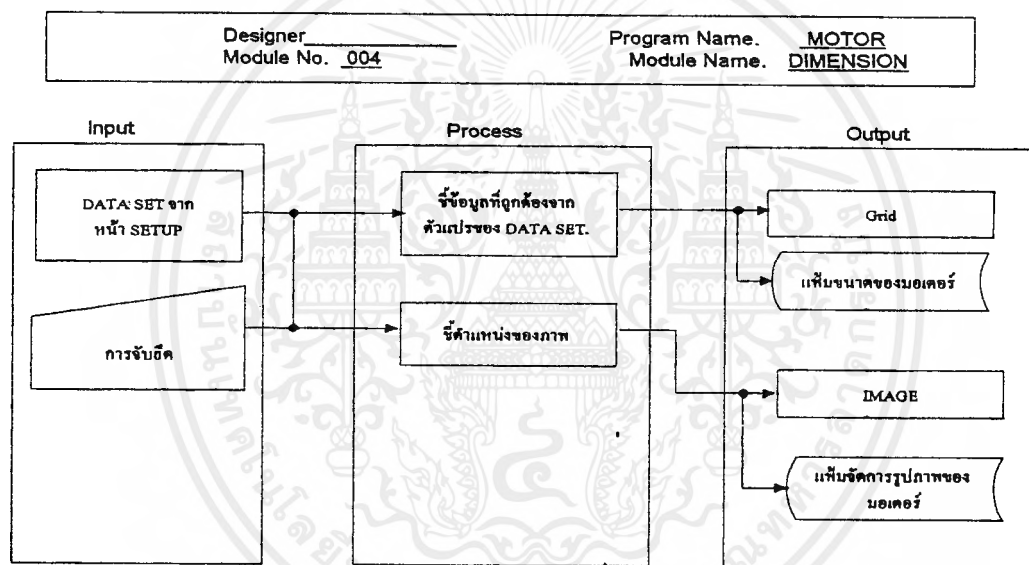 Designer
Program Name. MOTOR
Module No. 004
Module Name. DIMENSION
Input
Process
Output
DATA SET จาก
หน้า SETUP
ชี้ข้อมูลที่ถูกต้องจาก
ตัวแปรของ DATA SET.
Grid
แฟ้มขนาดของมอเตอร์
การจับยึด
ชี้ตำแหน่งของภาพ
IMAGE
แฟ้มจัดการรูปภาพของ
มอเตอร์